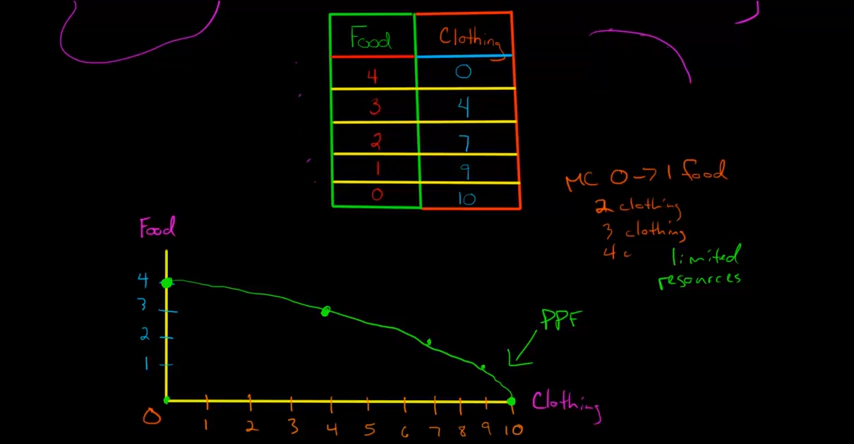 Food Clothing
4 0
3 4
2 7
1 9
0 10
MC 0 → 1 food
2 clothing
3 clothing
4 c
limited
resources
Food
4
3
2
1
PPF
0 1 2 3 4 5 6 7 8 9 10
Clothing